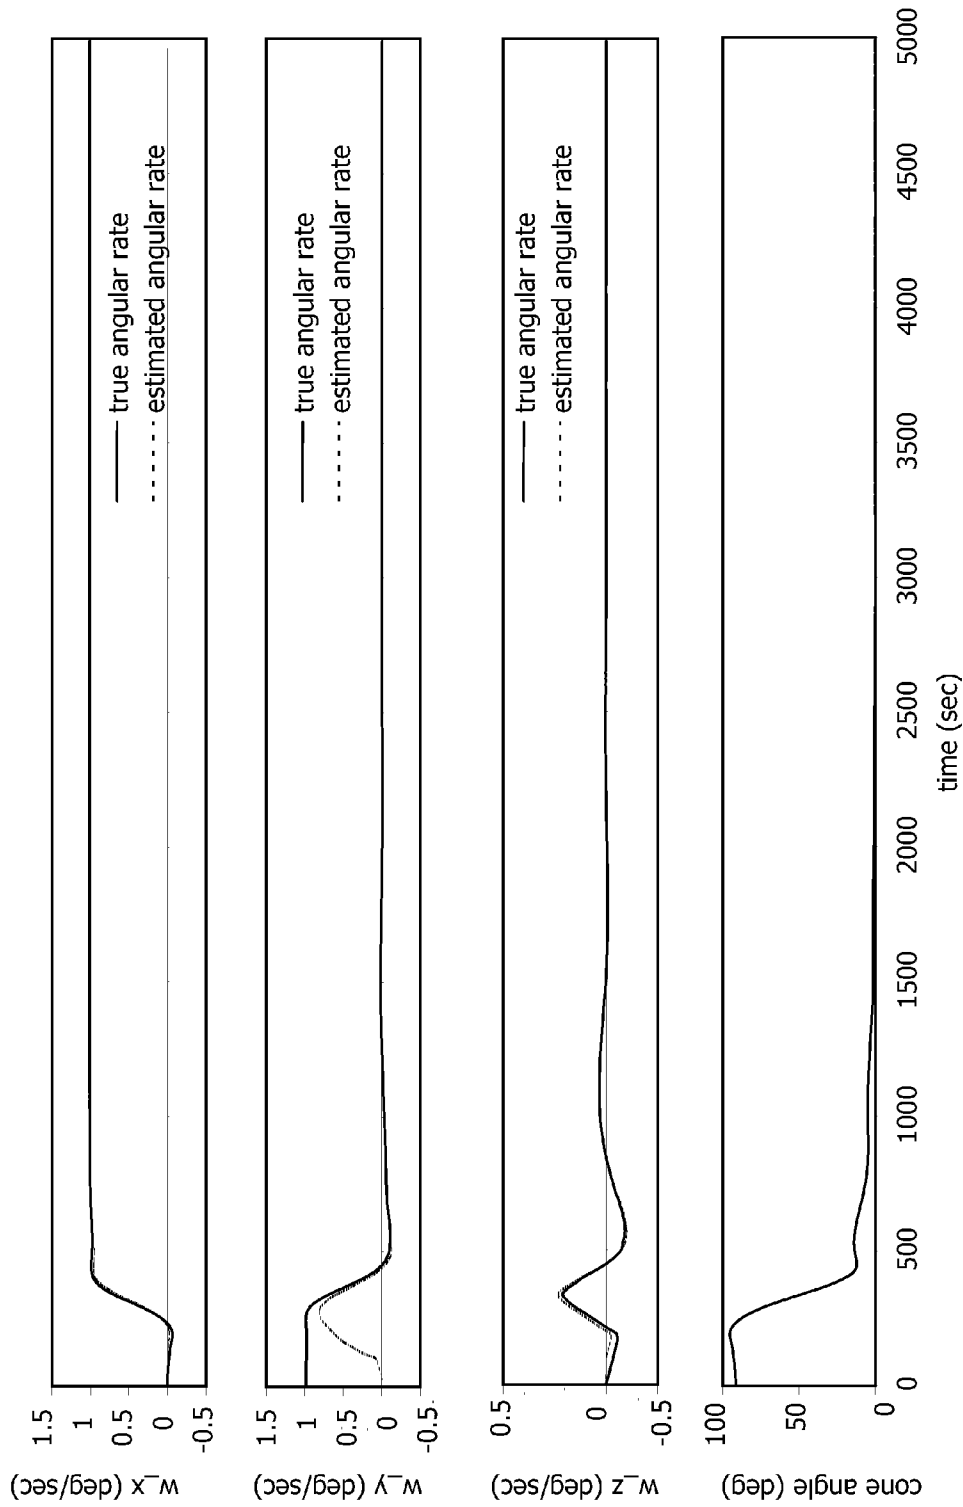 w_x (deg/sec)
1.5
1
0.5
0
-0.5
true angular rate
estimated angular rate
w_y (deg/sec)
1.5
1
0.5
0
-0.5
true angular rate
estimated angular rate
w_z (deg/sec)
0.5
0
-0.5
true angular rate
estimated angular rate
cone angle (deg)
100
50
0
0
500
1000
1500
2000
2500
3000
3500
4000
4500
5000
time (sec)